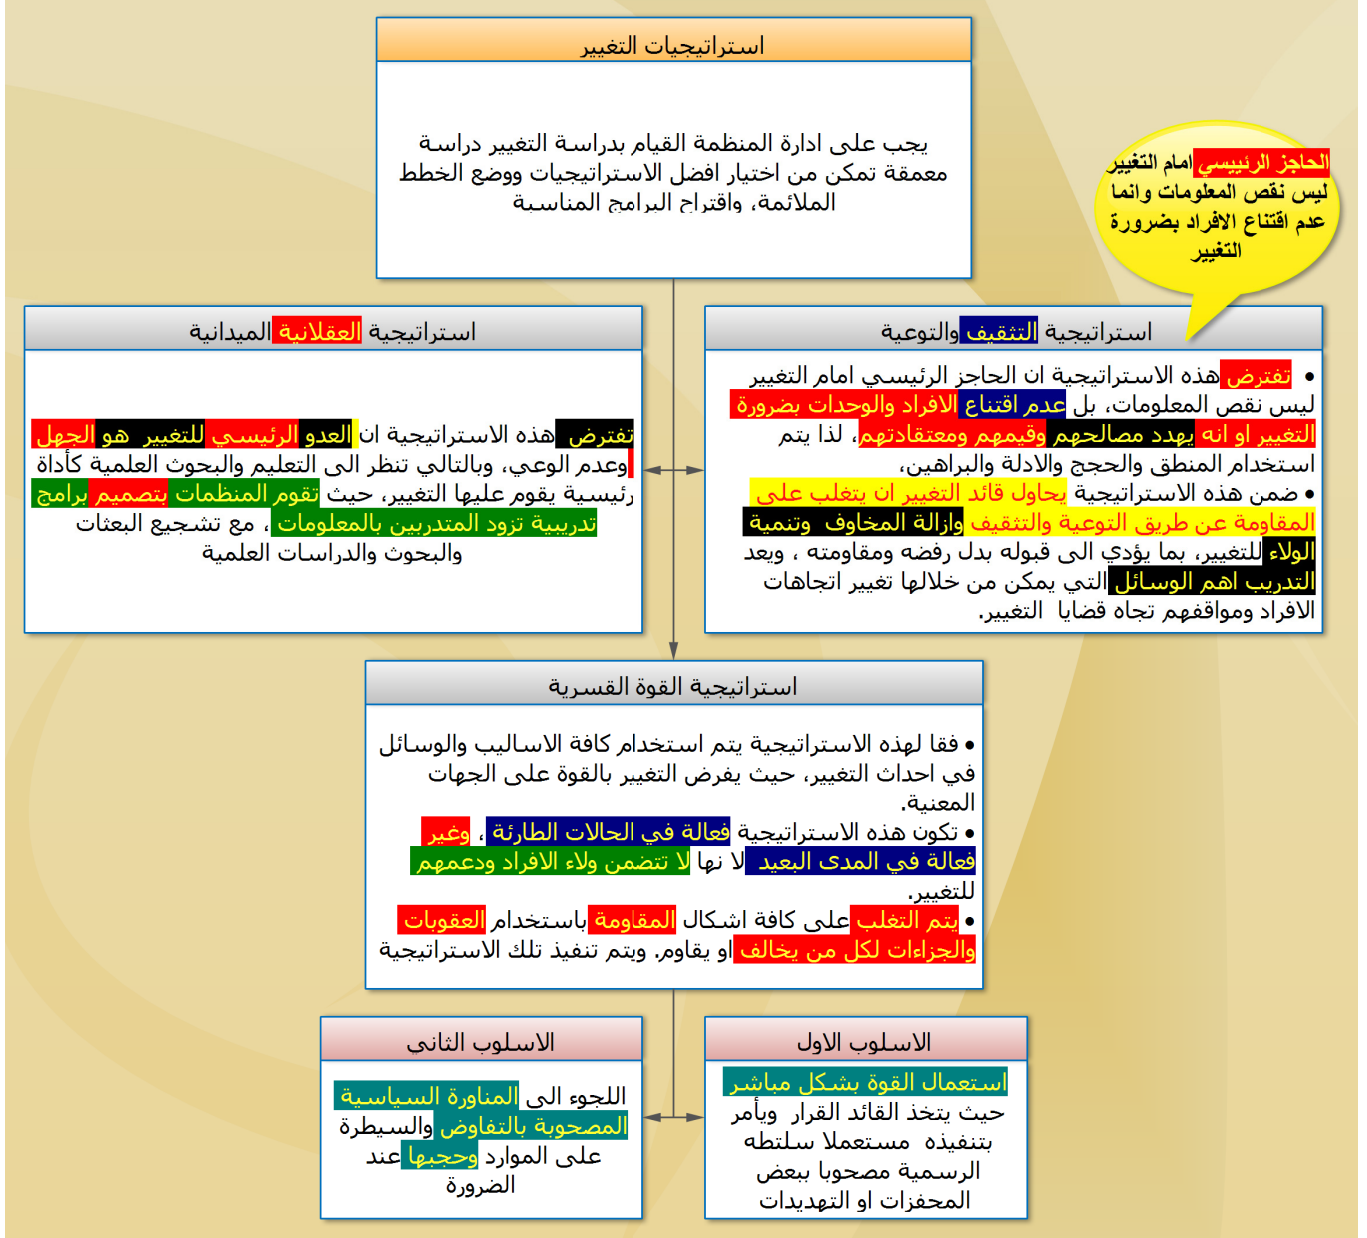 استراتيجيات التغيير
يجب على ادارة المنظمة القيام بدراسة التغيير دراسة
معمقة تمكن من اختيار افضل الاستراتيجيات ووضع الخطط
الملائمة، واقتراح البرامج المناسبة
الحاجز الرئييسي امام التغيير
ليس نقص المعلومات وانما
عدم اقتناع الافراد بضرورة
التغيير
استراتيجية التثقيف والتوعية
• تفترض هذه الاستراتيجية ان الحاجز الرئيسي امام التغيير
ليس نقص المعلومات، بل عدم اقتناع الافراد والوحدات بضرورة
التغيير او انه يهدد مصالحهم وقيمهم ومعتقادتهم، لذا يتم
استخدام المنطق والحجج والادلة والبراهين،
• ضمن هذه الاستراتيجية يحاول قائد التغيير ان يتغلب على
المقاومة عن طريق التوعية والتثقيف وازالة المخاوف وتنمية
الولاء للتغيير، بما يؤدي الى قبوله بدل رفضه ومقاومته ، ويعد
التدريب اهم الوسائل التي يمكن من خلالها تغيير اتجاهات
الافراد ومواقفهم تجاه قضايا التغيير.
استراتيجية العقلانية الميدانية
تفترض هذه الاستراتيجية ان العدو الرئيسي للتغيير هو الجهل
وعدم الوعي، وبالتالي تنظر الى التعليم والبحوث العلمية كأداة
رئيسية يقوم عليها التغيير، حيث تقوم المنظمات بتصميم برامج
تدريبية تزود المتدربين بالمعلومات ، مع تشجيع البعثات
والبحوث والدراسات العلمية
استراتيجية القوة القسرية
• فقا لهذه الاستراتيجية يتم استخدام كافة الاساليب والوسائل
في احداث التغيير، حيث يفرض التغيير بالقوة على الجهات
المعنية.
• تكون هذه الاستراتيجية فعالة في الحالات الطارئة ، وغير
فعالة في المدى البعيد لا نها لا تتضمن ولاء الافراد ودعمهم
للتغيير.
• يتم التغلب على كافة اشكال المقاومة باستخدام العقوبات
والجزاءات لكل من يخالف او يقاوم. ويتم تنفيذ تلك الاستراتيجية
الاسلوب الاول
استعمال القوة بشكل مباشر
حيث يتخذ القائد القرار ويأمر
بتنفيذه مستعملا سلتطه
الرسمية مصحوبا ببعض
المحفزات او التهديدات
الاسلوب الثاني
اللجوء الى المناورة السياسية
المصحوبة بالتفاوض والسيطرة
على الموارد وحجبها عند
الضرورة